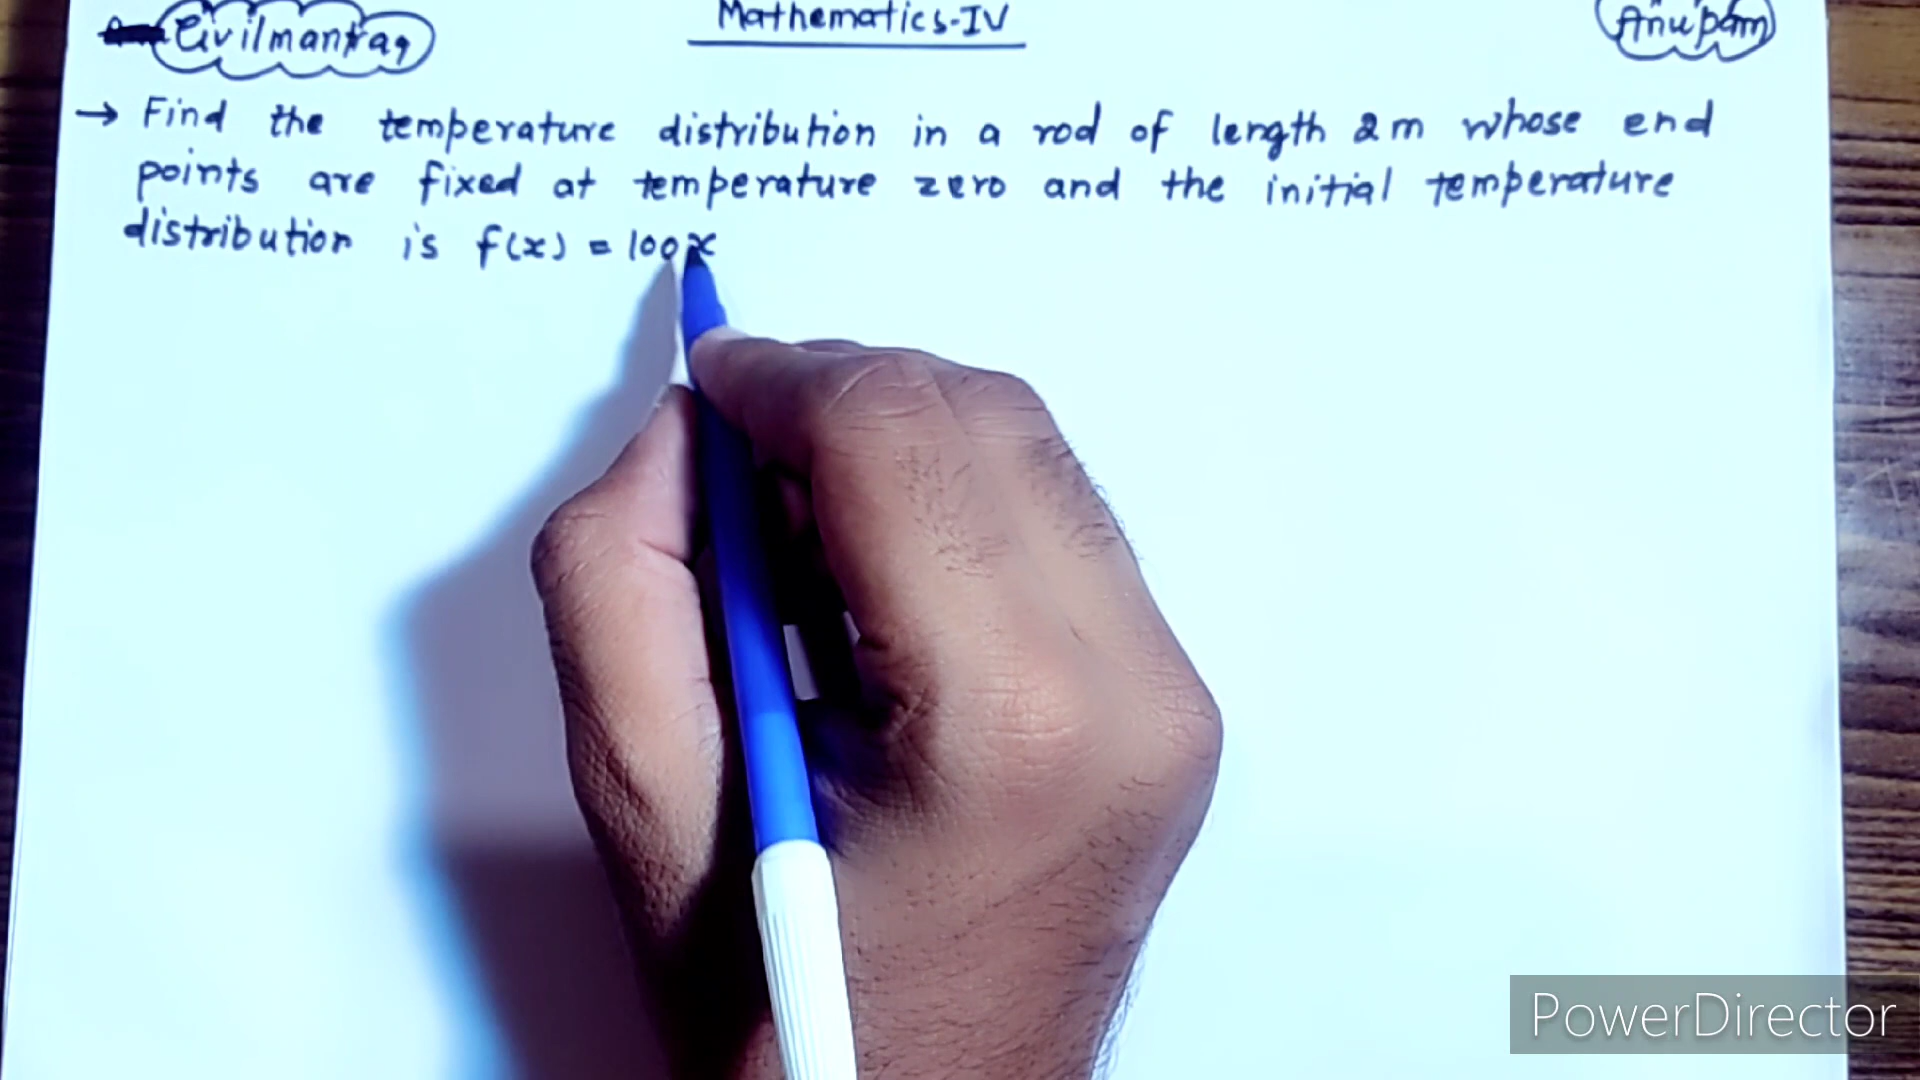 Civilmantra
Mathematics-IV
Anupam
→ Find the temperature distribution in a rod of length 2m whose end
points are fixed at temperature zero and the initial temperature
distribution is f(x) = 100x
PowerDirector